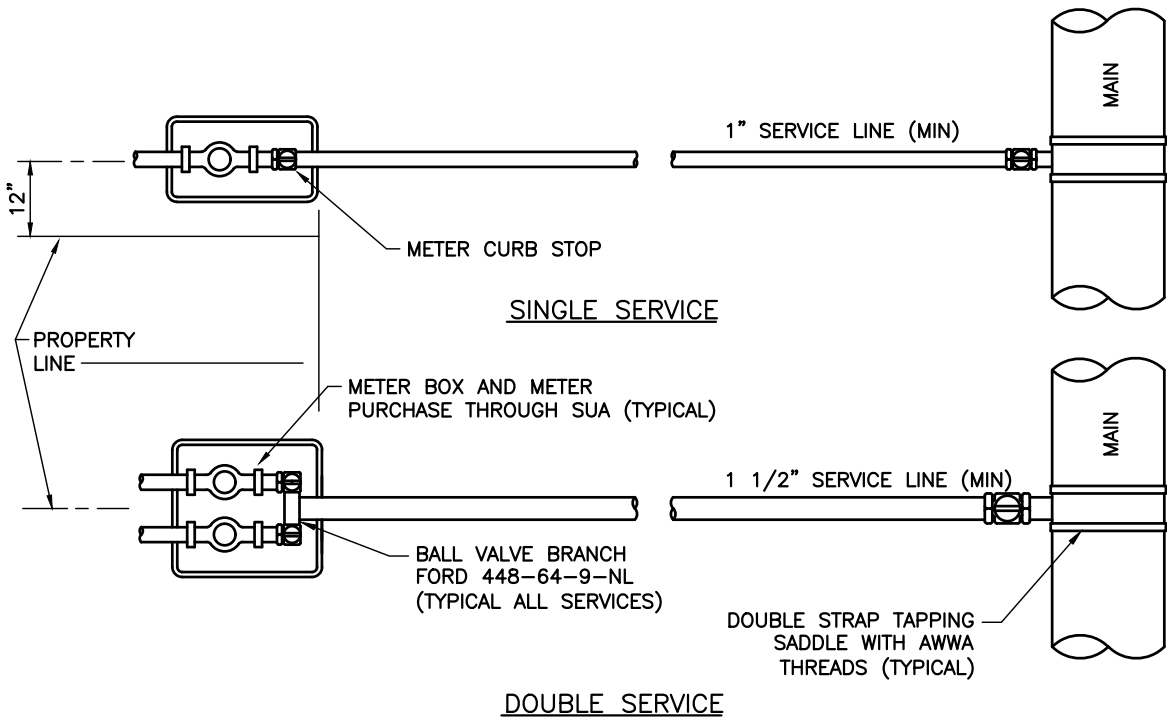 MAIN
1" SERVICE LINE (MIN)
12"
METER CURB STOP
SINGLE SERVICE
PROPERTY
LINE
METER BOX AND METER
PURCHASE THROUGH SUA (TYPICAL)
MAIN
1 1/2" SERVICE LINE (MIN)
BALL VALVE BRANCH
FORD 448-64-9-NL
(TYPICAL ALL SERVICES)
DOUBLE STRAP TAPPING
SADDLE WITH AWWA
THREADS (TYPICAL)
DOUBLE SERVICE